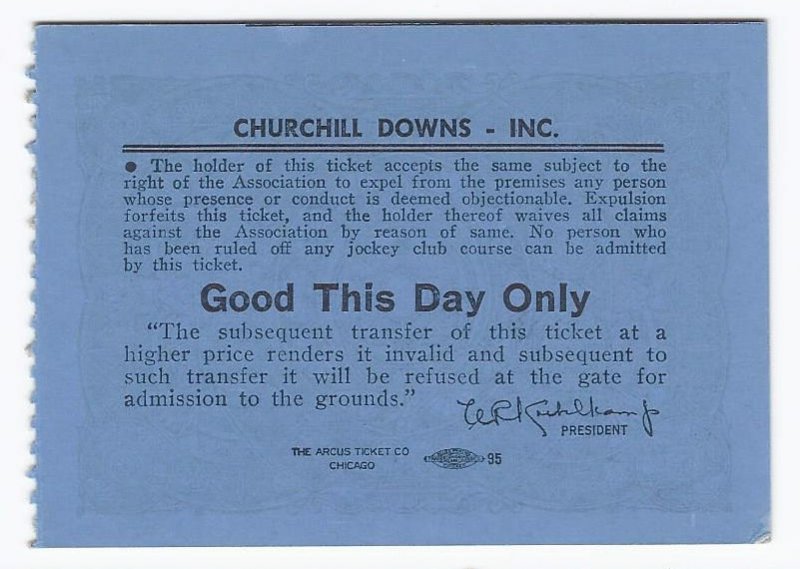 CHURCHILL DOWNS - INC.
● The holder of this ticket accepts the same subject to the
right of the Association to expel from the premises any person
whose presence or conduct is deemed objectionable. Expulsion
forfeits this ticket, and the holder thereof waives all claims
against the Association by reason of same. No person who
has been ruled off any jockey club course can be admitted
by this ticket.
Good This Day Only
"The subsequent transfer of this ticket at a
higher price renders it invalid and subsequent to
such transfer it will be refused at the gate for
admission to the grounds."
PRESIDENT
THE ARCUS TICKET CO
CHICAGO
95